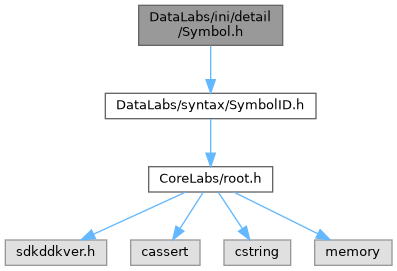 DataLabs/ini/detail
/Symbol.h
DataLabs/syntax/SymbolID.h
CoreLabs/root.h
sdkddkver.h
cassert
cstring
memory